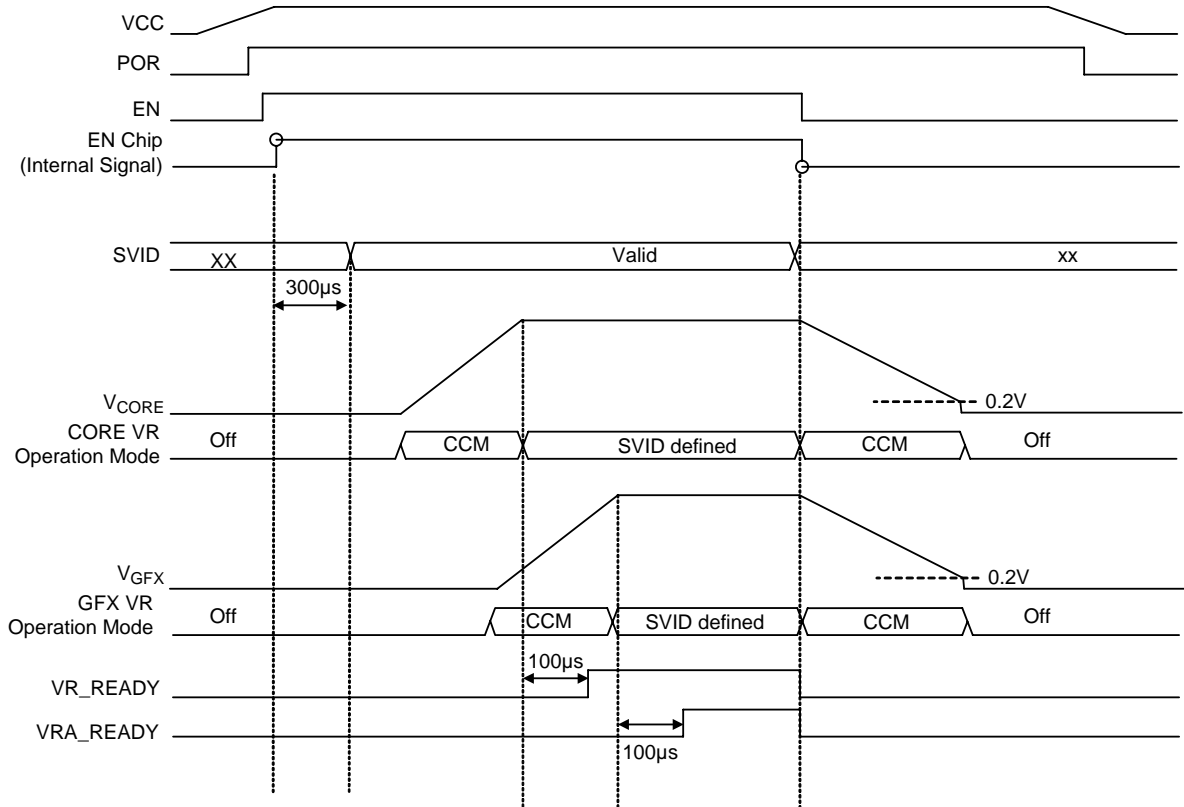 VCC
POR
EN
EN Chip
(Internal Signal)
SVID
XX
Valid
xx
300µs
VCORE
0.2V
CORE VR
Operation Mode
Off
CCM
SVID defined
CCM
Off
VGFX
0.2V
GFX VR
Operation Mode
Off
CCM
SVID defined
CCM
Off
100µs
VR_READY
VRA_READY
100µs